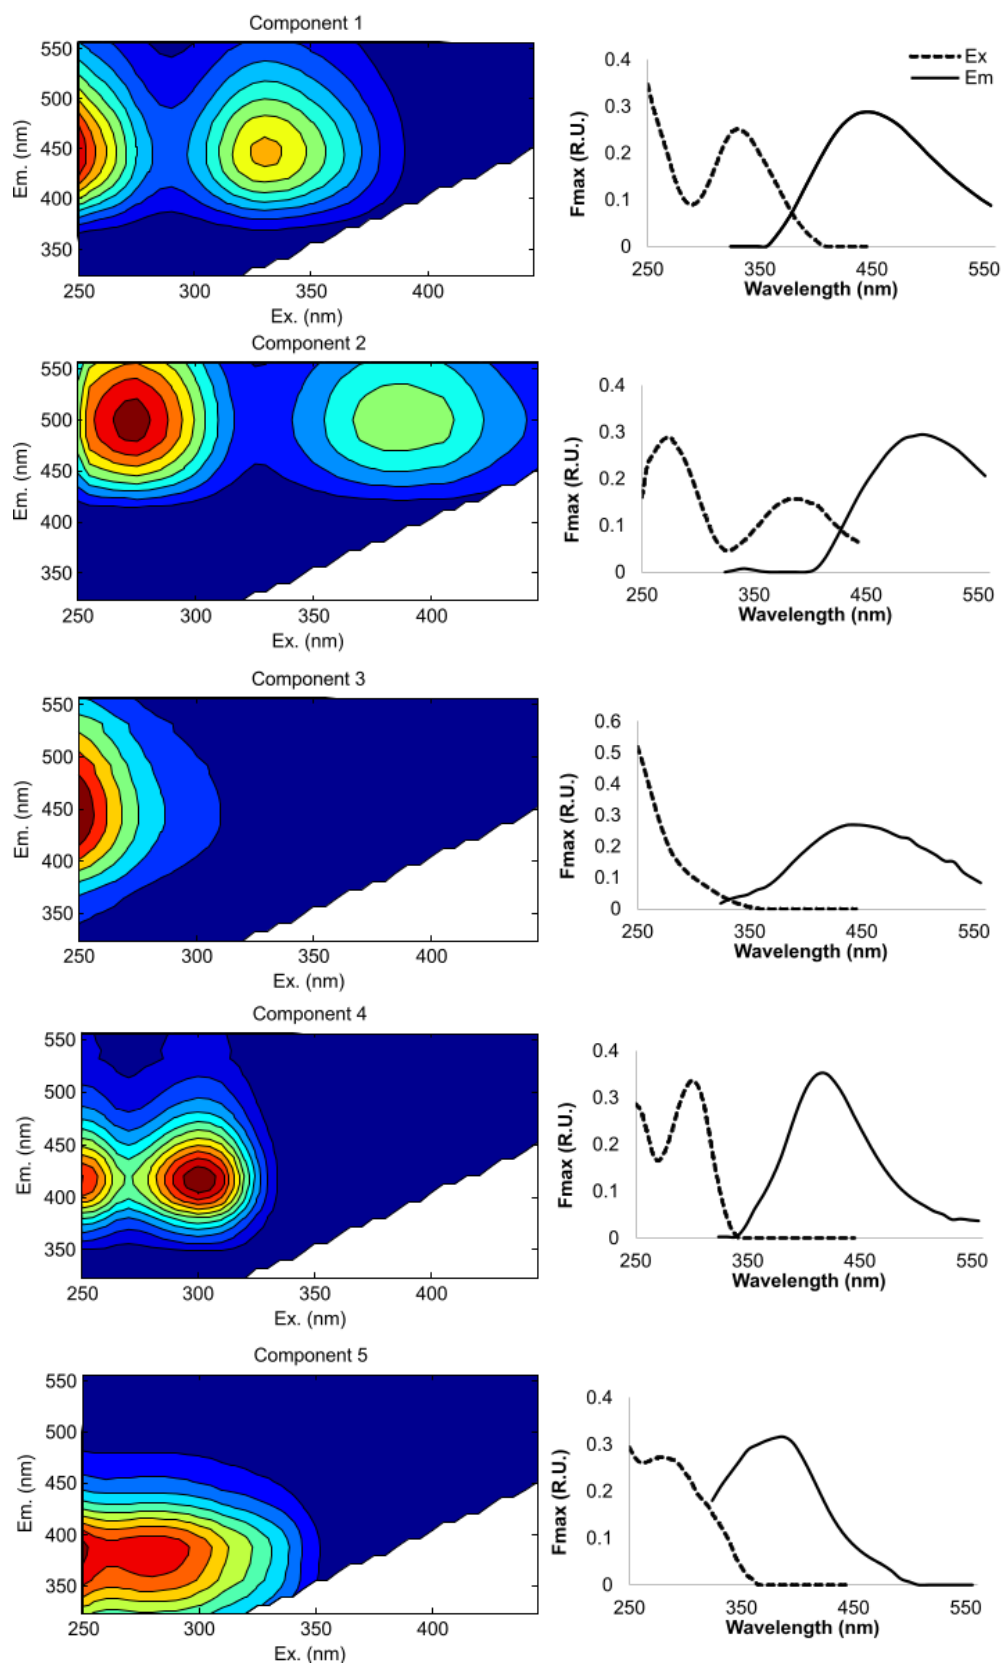 Component 1
550
500
450
400
350
250 300 350 400
Em. (nm)
Ex. (nm)
0.4
0.3
0.2
0.1
0
250 350 450 550
Fmax (R.U.)
Wavelength (nm)
Ex
Em
Component 2
550
500
450
400
350
250 300 350 400
Em. (nm)
Ex. (nm)
0.4
0.3
0.2
0.1
0
250 350 450 550
Fmax (R.U.)
Wavelength (nm)
Component 3
550
500
450
400
350
250 300 350 400
Em. (nm)
Ex. (nm)
0.6
0.5
0.4
0.3
0.2
0.1
0
250 350 450 550
Fmax (R.U.)
Wavelength (nm)
Component 4
550
500
450
400
350
250 300 350 400
Em. (nm)
Ex. (nm)
0.4
0.3
0.2
0.1
0
250 350 450 550
Fmax (R.U.)
Wavelength (nm)
Component 5
550
500
450
400
350
250 300 350 400
Em. (nm)
Ex. (nm)
0.4
0.3
0.2
0.1
0
250 350 450 550
Fmax (R.U.)
Wavelength (nm)